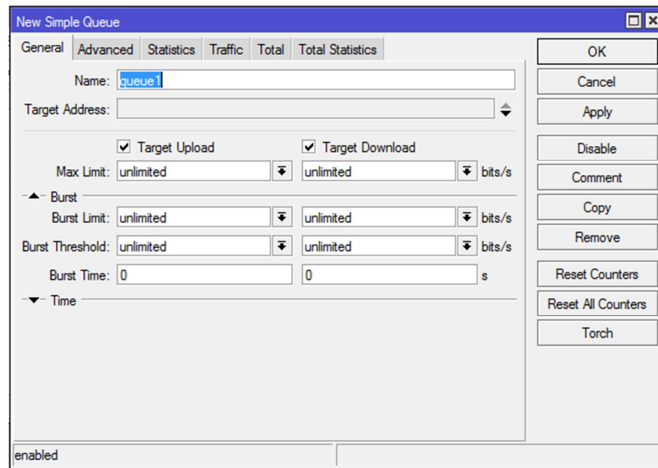 New Simple Queue
General Advanced Statistics Traffic Total Total Statistics
Name: queue1
Target Address:
Target Upload Target Download
Max Limit: unlimited unlimited bits/s
Burst
Burst Limit: unlimited unlimited bits/s
Burst Threshold: unlimited unlimited bits/s
Burst Time: 0 0 s
Time
OK
Cancel
Apply
Disable
Comment
Copy
Remove
Reset Counters
Reset All Counters
Torch
enabled